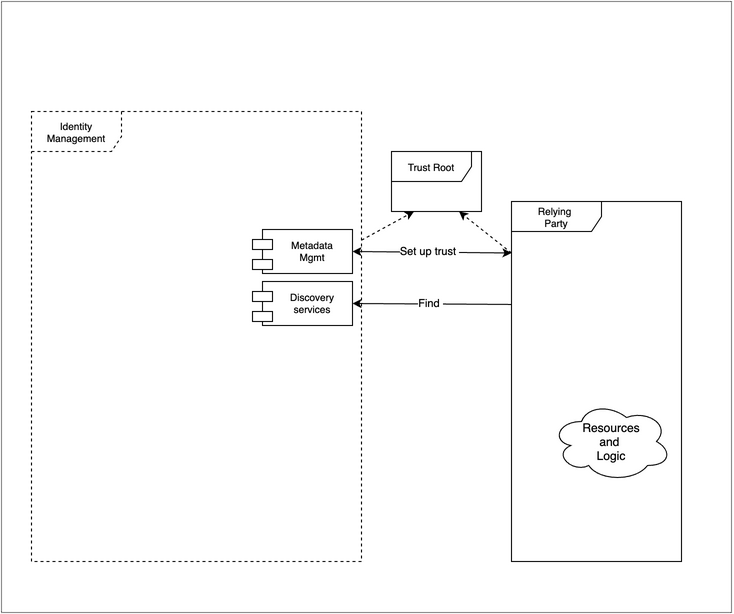 Identity
Management
Trust Root
Relying
Party
Metadata
Mgmt
Set up trust
Discovery
services
Find
Resources
and
Logic